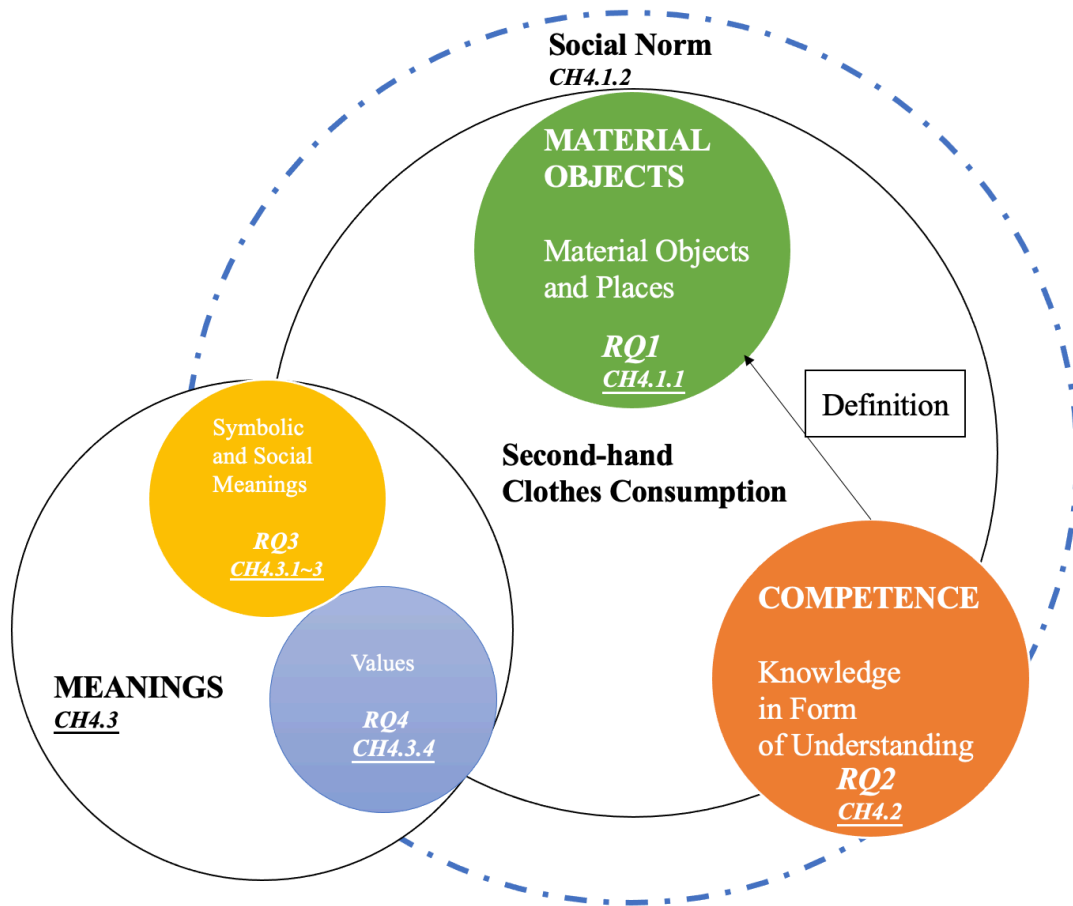 Social Norm
CH4.1.2
MATERIAL
OBJECTS
Material Objects
and Places
RQ1
CH4.1.1
Definition
Second-hand
Clothes Consumption
Symbolic
and Social
Meanings
RQ3
CH4.3.1~3
COMPETENCE
Knowledge
in Form
of Understanding
RQ2
CH4.2
Values
RQ4
CH4.3.4
MEANINGS
CH4.3